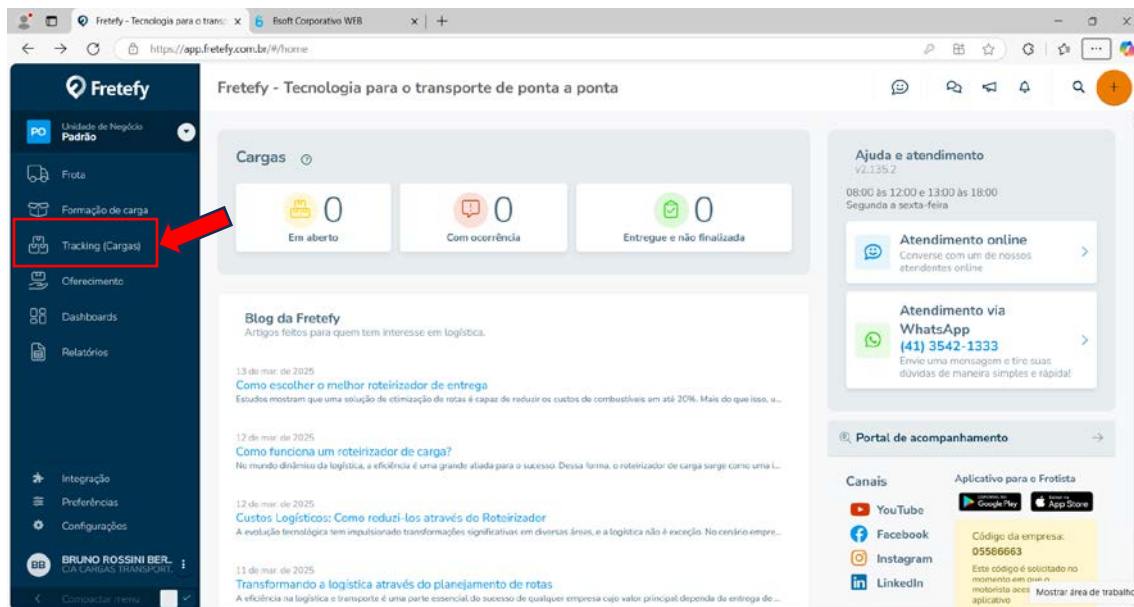 Fretefy - Tecnologia para o trans:
Bsoft Corporativo WEB
https://app.fretefy.com.br/#/home
Fretefy
Fretefy - Tecnologia para o transporte de ponta a ponta
PO
Unidade de Negócio
Padrão
Frota
Formação de carga
Tracking (Cargas)
Oferecimento
Dashboards
Relatórios
Integração
Preferências
Configurações
BB
BRUNO ROSSINI BER..
CIA CARGAS TRANSPORT.
Compactar menu
Cargas
0
Em aberto
0
Com ocorrência
0
Entregue e não finalizada
Blog da Fretefy
Artigos feitos para quem tem interesse em logística.
13 de mar. de 2025
Como escolher o melhor roteirizador de entrega
Estudos mostram que uma solução de otimização de rotas é capaz de reduzir os custos de combustíveis em até 20%. Mais do que isso, u...
12 de mar. de 2025
Como funciona um roteirizador de carga?
No mundo dinâmico da logística, a eficiência é uma grande aliada para o sucesso. Dessa forma, o roteirizador de carga surge como uma i...
12 de mar. de 2025
Custos Logísticos: Como reduzi-los através do Roteirizador
A evolução tecnológica tem impulsionado transformações significativas em diversas áreas, e a logística não é exceção. No cenário empre...
11 de mar. de 2025
Transformando a logística através do planejamento de rotas
A eficiência na logística e transporte é uma parte essencial do sucesso de qualquer empresa cujo valor principal dependa da entrega de ...
Ajuda e atendimento
v2.135.2
08:00 às 12:00 e 13:00 às 18:00
Segunda a sexta-feira
Atendimento online
Converse com um de nossos
atendentes online
Atendimento via
WhatsApp
(41) 3542-1333
Envie uma mensagem e tire suas
dúvidas de maneira simples e rápida!
Portal de acompanhamento
Canais
YouTube
Facebook
Instagram
LinkedIn
Aplicativo para o Frotista
Google Play
App Store
Código da empresa:
05586663
Este código é solicitado no
momento em que o
motorista aces
aplicativo
Mostrar área de trabalho